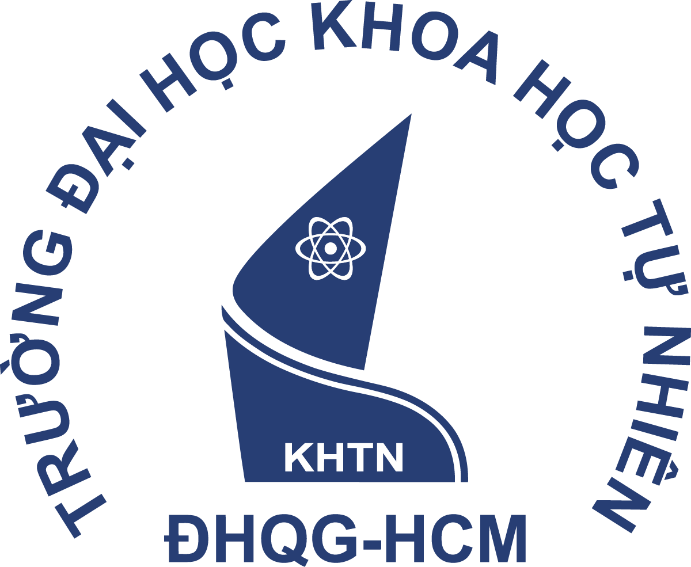 TRƯỜNG ĐẠI HỌC KHOA HỌC TỰ NHIÊN
KHTN
ĐHQG-HCM